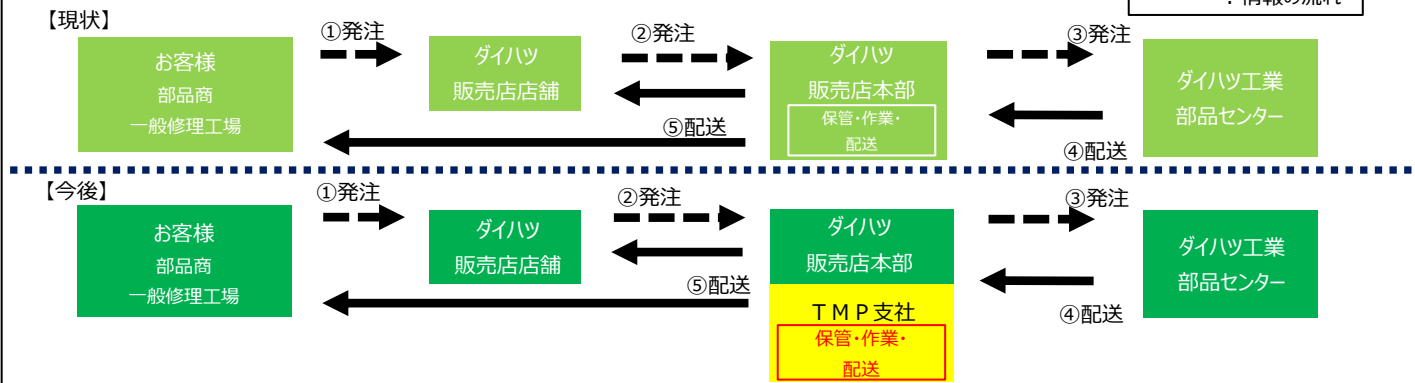 ：情報の流れ
【現状】
①発注
②発注
③発注
お客様
部品商
一般修理工場
ダイハツ
販売店店舗
ダイハツ
販売店本部
保管・作業・
配送
ダイハツ工業
部品センター
⑤配送
④配送
【今後】
①発注
②発注
③発注
お客様
部品商
一般修理工場
ダイハツ
販売店店舗
ダイハツ
販売店本部
ＴＭＰ支社
保管・作業・
配送
ダイハツ工業
部品センター
⑤配送
④配送